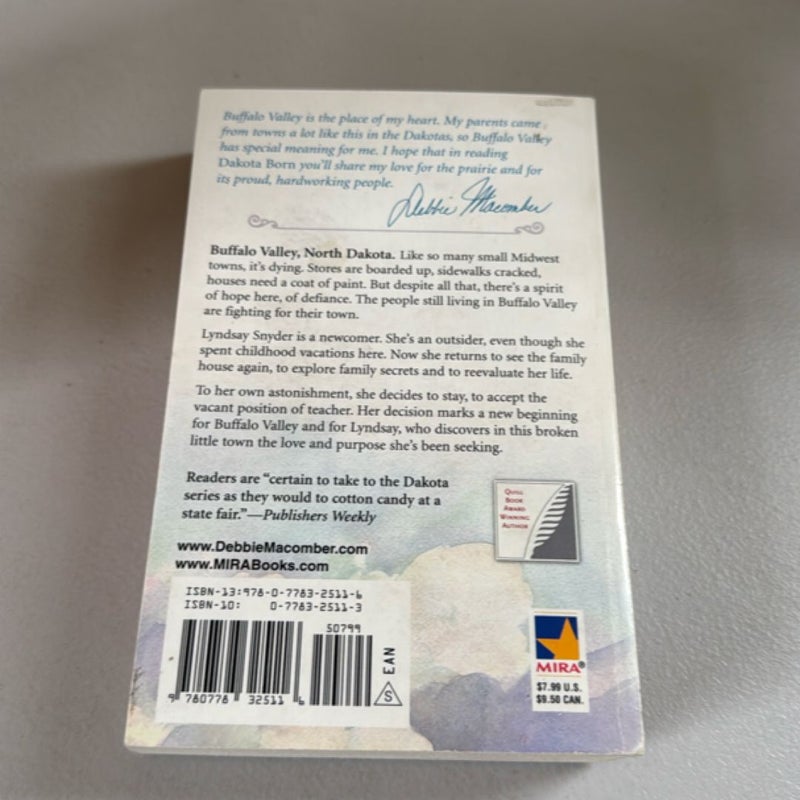 Buffalo Valley is the place of my heart. My parents came
from towns a lot like this in the Dakotas, so Buffalo Valley
has special meaning for me. I hope that in reading
Dakota Born you'll share my love for the prairie and for
its proud, hardworking people.
Debbie Macomber
Buffalo Valley, North Dakota. Like so many small Midwest
towns, it's dying. Stores are boarded up, sidewalks cracked,
houses need a coat of paint. But despite all that, there's a spirit
of hope here, of defiance. The people still living in Buffalo Valley
are fighting for their town.
Lyndsay Snyder is a newcomer. She's an outsider, even though she
spent childhood vacations here. Now she returns to see the family
house again, to explore family secrets and to reevaluate her life.
To her own astonishment, she decides to stay, to accept the
vacant position of teacher. Her decision marks a new beginning
for Buffalo Valley and for Lyndsay, who discovers in this broken
little town the love and purpose she's been seeking.
Readers are "certain to take to the Dakota
series as they would to cotton candy at a
state fair."—Publishers Weekly
QUILL
BOOK
AWARD
WINNING
AUTHOR
www.DebbieMacomber.com
www.MIRABooks.com
ISBN-13:978-0-7783-2511-6
ISBN-10: 0-7783-2511-3
50799
EAN
S
9 780778 32511 6
MIRA®
$7.99 U.S.
$9.50 CAN.